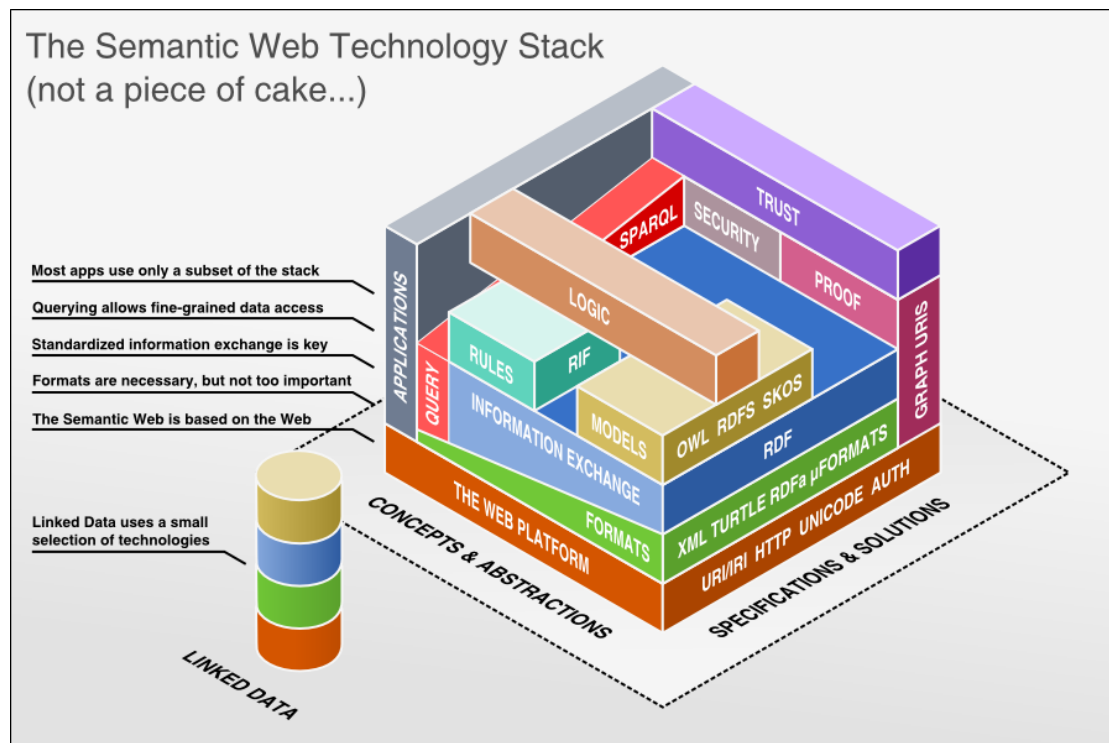 The Semantic Web Technology Stack
(not a piece of cake...)
Most apps use only a subset of the stack
Querying allows fine-grained data access
Standardized information exchange is key
Formats are necessary, but not too important
The Semantic Web is based on the Web
Linked Data uses a small
selection of technologies
LINKED DATA
APPLICATIONS
QUERY
RULES
RIF
LOGIC
SPARQL
SECURITY
TRUST
PROOF
GRAPH URIS
MODELS
OWL RDFS SKOS
INFORMATION EXCHANGE
RDF
FORMATS
XML TURTLE RDFa µFORMATS
THE WEB PLATFORM
URI/IRI HTTP UNICODE AUTH
CONCEPTS & ABSTRACTIONS
SPECIFICATIONS & SOLUTIONS